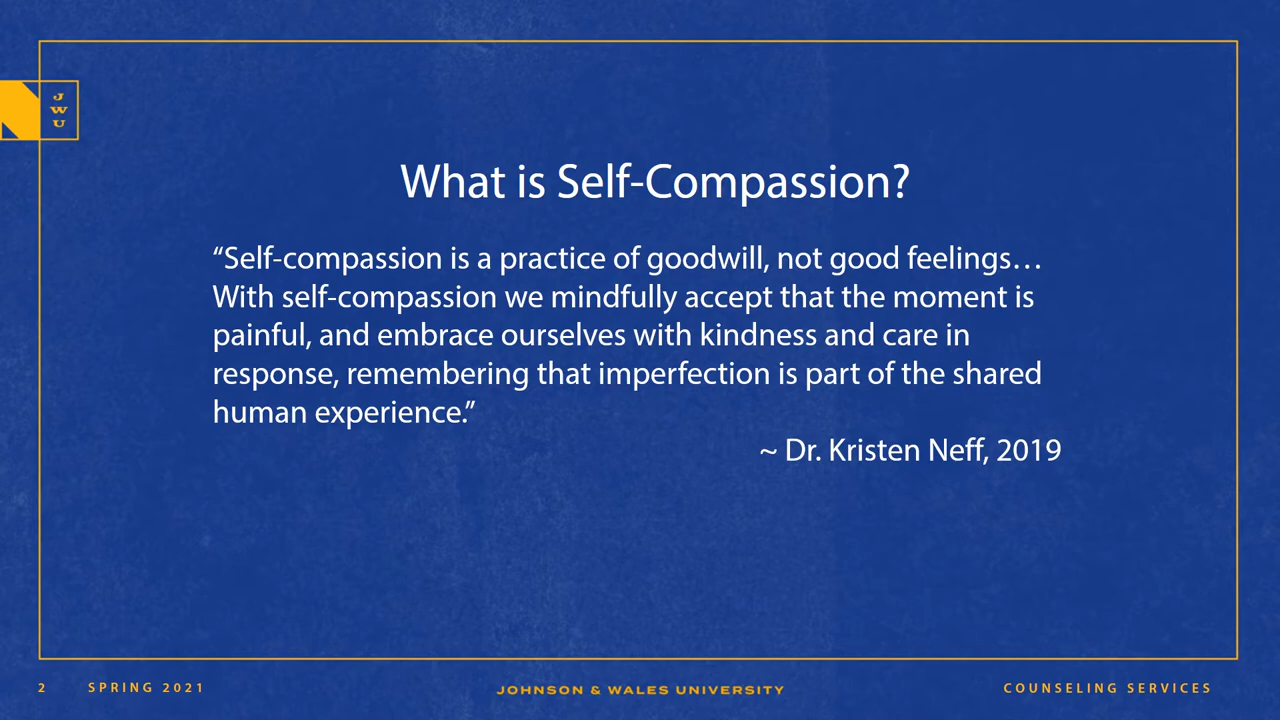 J
W
U
What is Self-Compassion?
“Self-compassion is a practice of goodwill, not good feelings…
With self-compassion we mindfully accept that the moment is
painful, and embrace ourselves with kindness and care in
response, remembering that imperfection is part of the shared
human experience.”
~ Dr. Kristen Neff, 2019
2 SPRING 2021 JOHNSON & WALES UNIVERSITY COUNSELING SERVICES